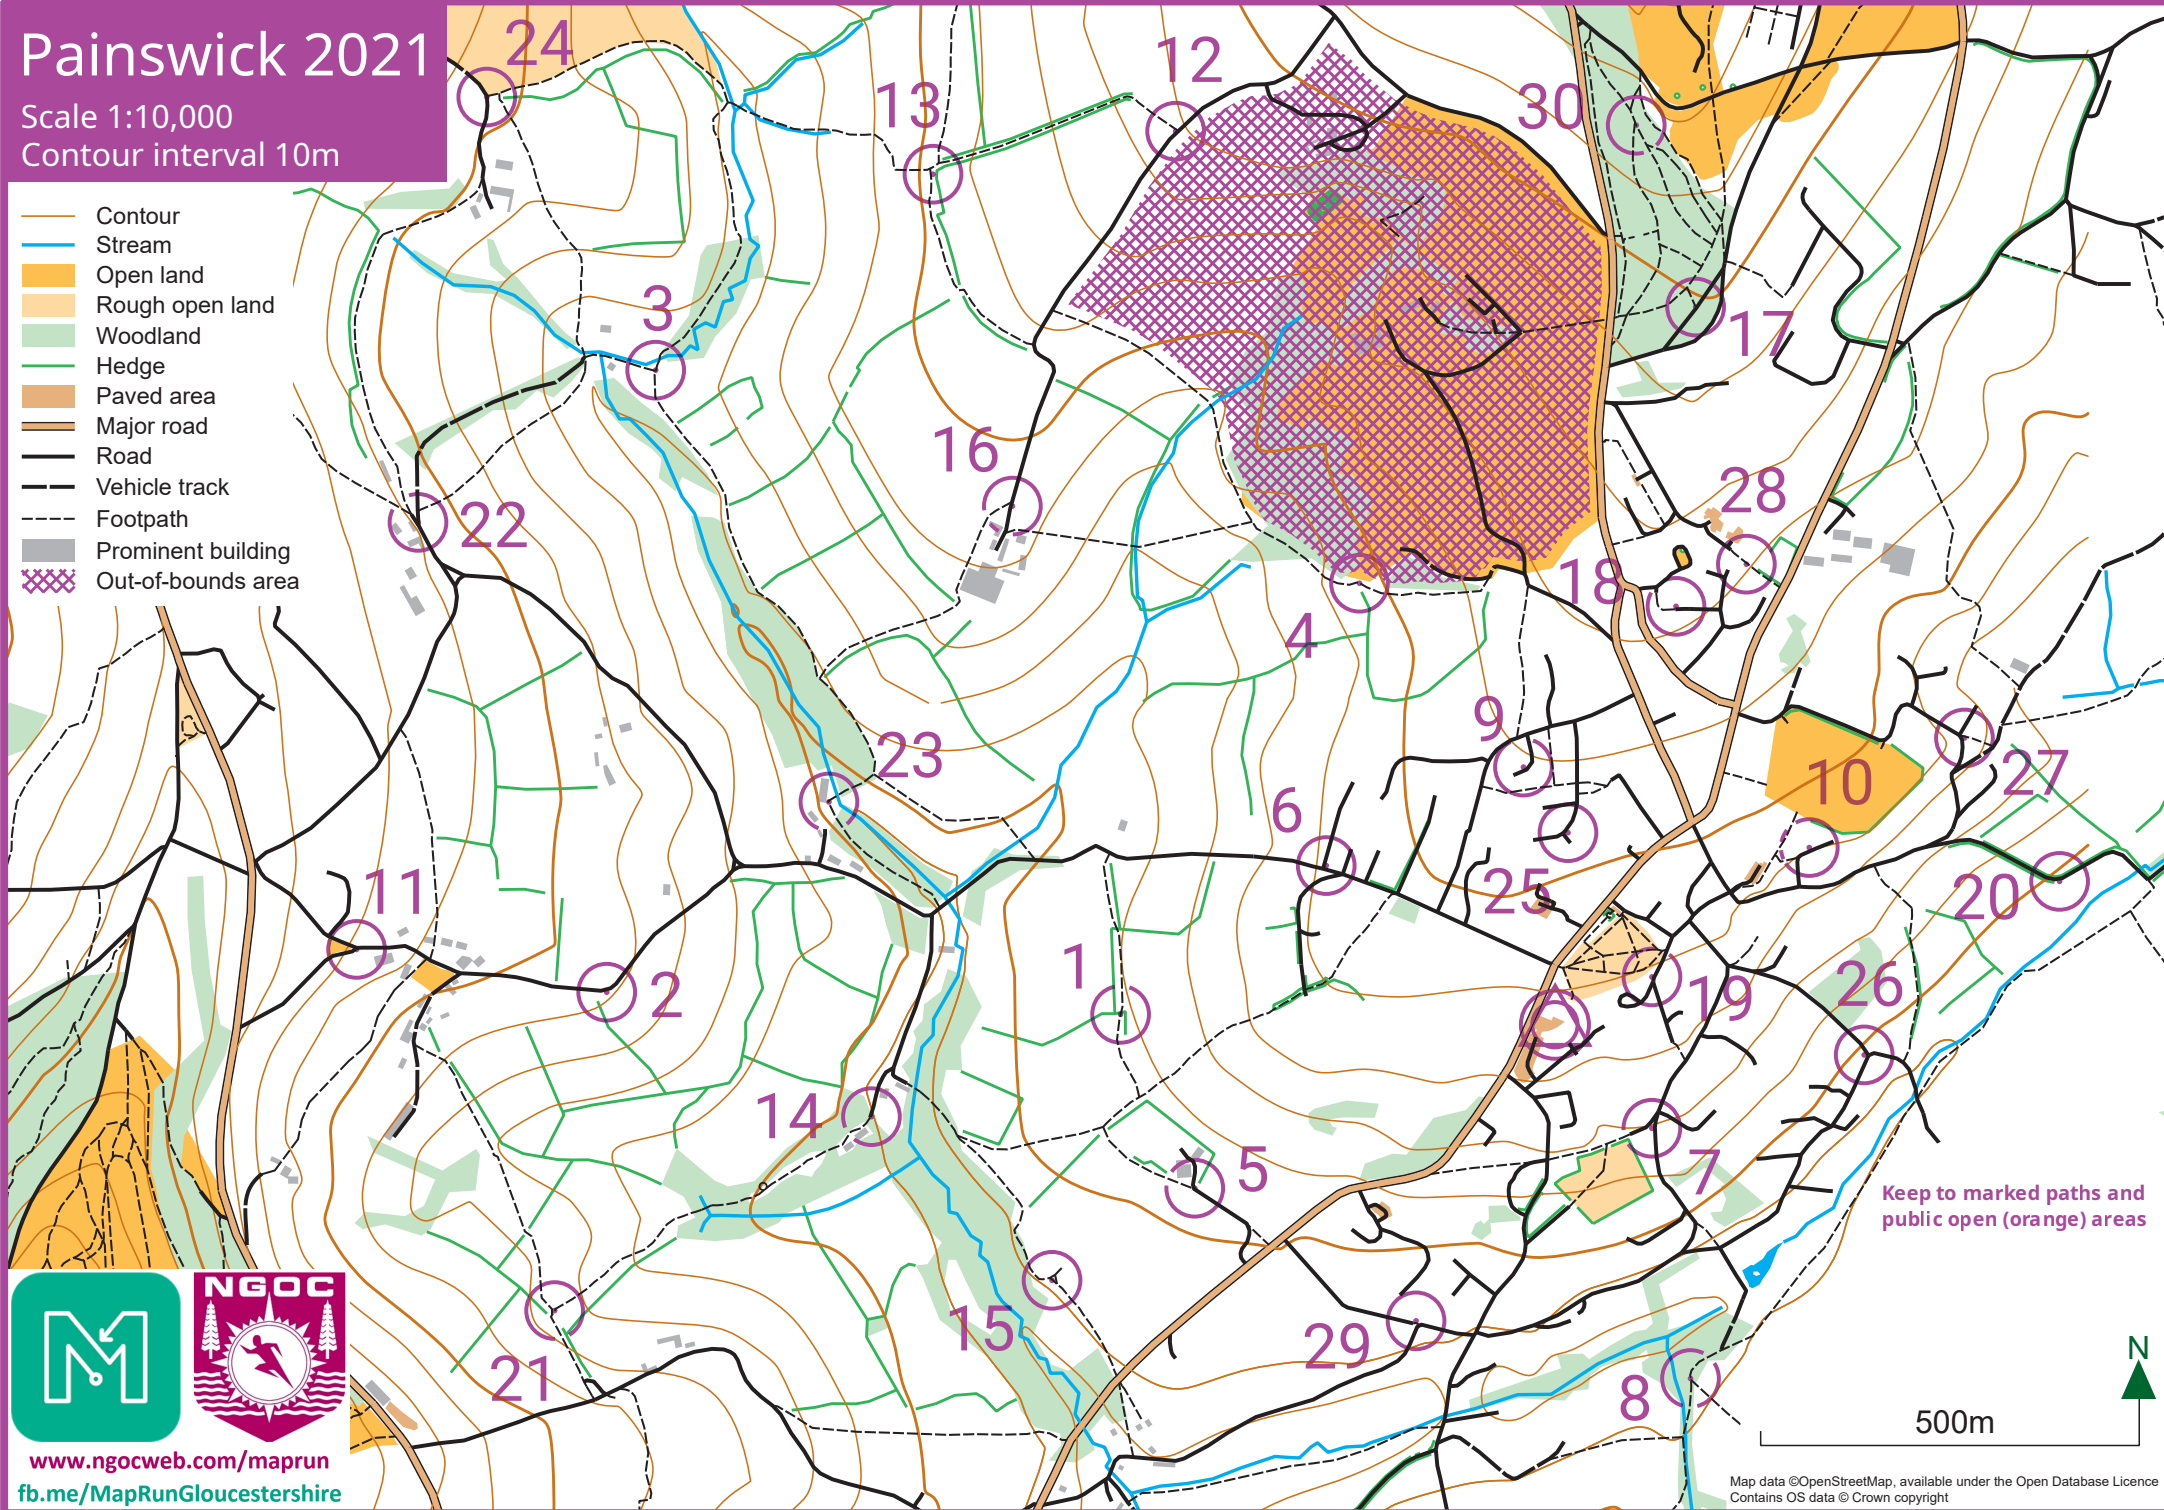 Painswick 2021
Scale 1:10,000
Contour interval 10m
Contour
Stream
Open land
Rough open land
Woodland
Hedge
Paved area
Major road
Road
Vehicle track
Footpath
Prominent building
Out-of-bounds area
24
12
13
30
3
17
16
28
22
18
4
9
23
10
27
6
25
20
11
1
2
26
19
14
5
7
15
29
21
8
Keep to marked paths and
public open (orange) areas
N
500m
NGOC
www.ngocweb.com/maprun
fb.me/MapRunGloucestershire
Map data ©OpenStreetMap, available under the Open Database Licence
Contains OS data © Crown copyright